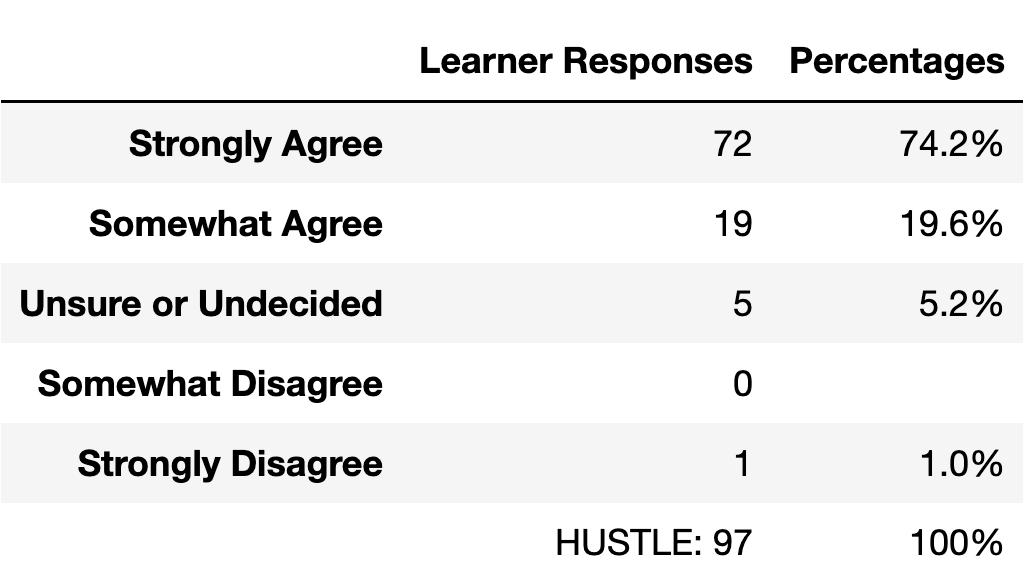 Learner Responses Percentages
Strongly Agree 72 74.2%
Somewhat Agree 19 19.6%
Unsure or Undecided 5 5.2%
Somewhat Disagree 0
Strongly Disagree 1 1.0%
HUSTLE: 97 100%